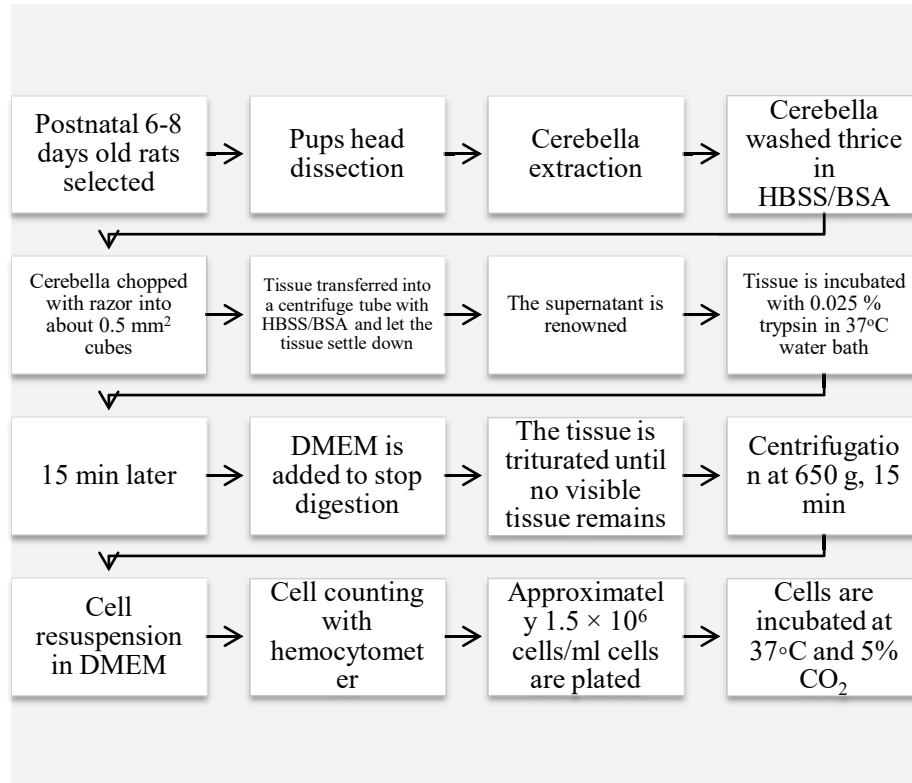 Postnatal 6-8
days old rats
selected
Pups head
dissection
Cerebella
extraction
Cerebella
washed thrice
in
HBSS/BSA
Cerebella chopped
with razor into
about 0.5 mm²
cubes
Tissue transferred into
a centrifuge tube with
HBSS/BSA and let the
tissue settle down
The supernatant is
renowned
Tissue is incubated
with 0.025 %
trypsin in 37°C
water bath
15 min later
DMEM is
added to stop
digestion
The tissue is
triturated until
no visible
tissue remains
Centrifugatio
n at 650 g, 15
min
Cell
resuspension
in DMEM
Cell counting
with
hemocytomet
er
Approximatel
y 1.5 × 10⁶
cells/ml cells
are plated
Cells are
incubated at
37°C and 5%
CO₂